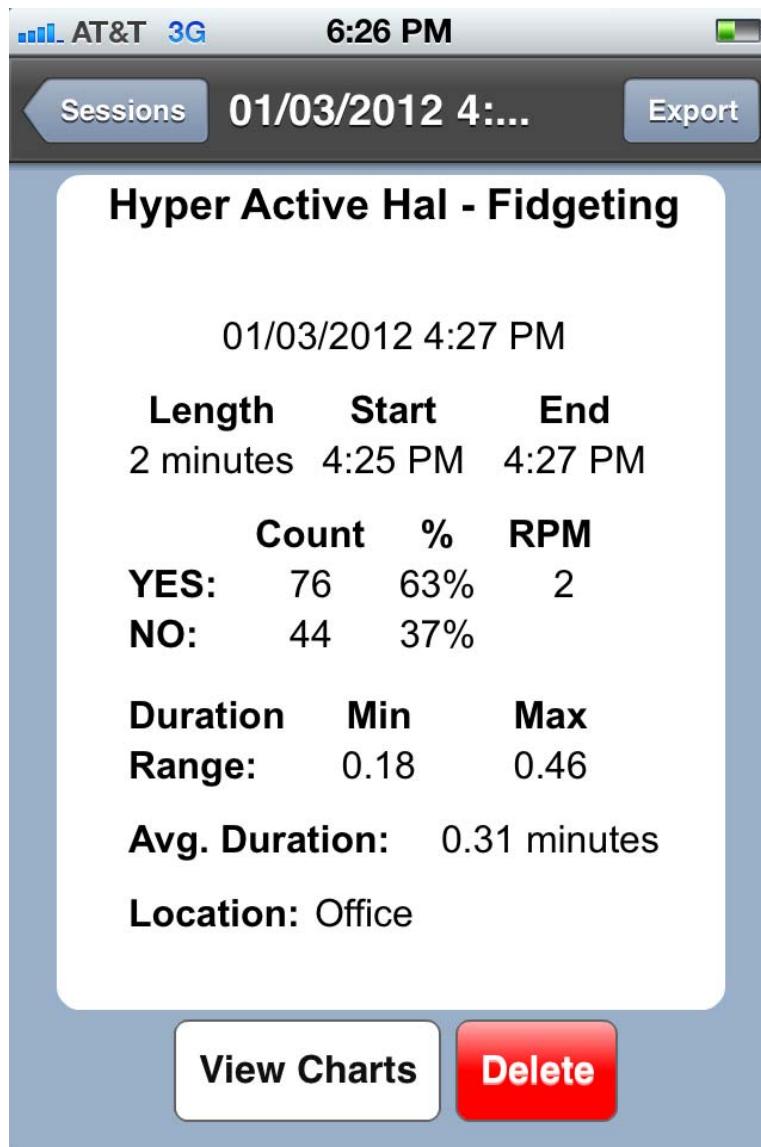 AT&T 3G 6:26 PM
Sessions 01/03/2012 4:... Export
Hyper Active Hal - Fidgeting
01/03/2012 4:27 PM
Length Start End
2 minutes 4:25 PM 4:27 PM
Count % RPM
YES: 76 63% 2
NO: 44 37%
Duration Min Max
Range: 0.18 0.46
Avg. Duration: 0.31 minutes
Location: Office
View Charts Delete